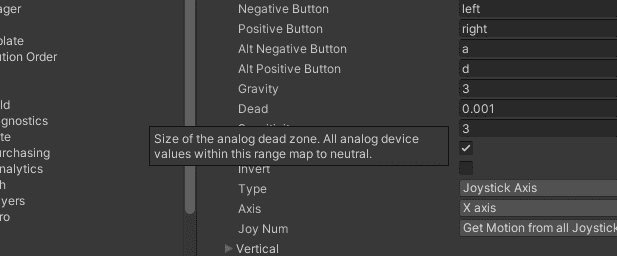 ager
plate
ution Order
ld
agnostics
te
urchasing
nalytics
h
yers
ro
Negative Button left
Positive Button right
Alt Negative Button a
Alt Positive Button d
Gravity 3
Dead 0.001
3
Size of the analog dead zone. All analog device
values within this range map to neutral.
Invert
Type Joystick Axis
Axis X axis
Joy Num Get Motion from all Joystick
Vertical